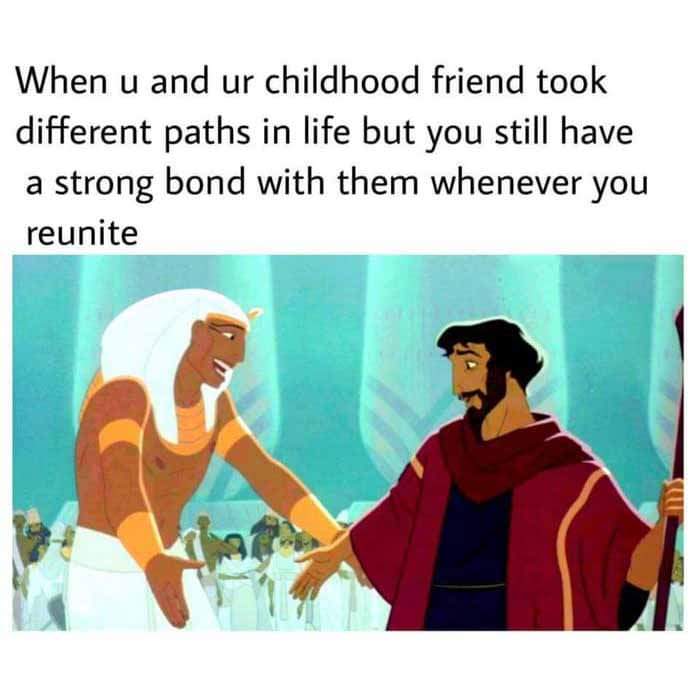 When u and ur childhood friend took
different paths in life but you still have
a strong bond with them whenever you
reunite